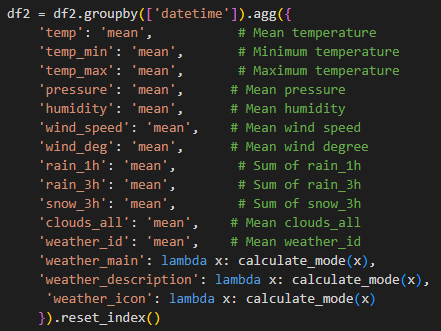 df2 = df2.groupby(['datetime']).agg({
    'temp': 'mean',           # Mean temperature
    'temp_min': 'mean',       # Minimum temperature
    'temp_max': 'mean',       # Maximum temperature
    'pressure': 'mean',      # Mean pressure
    'humidity': 'mean',      # Mean humidity
    'wind_speed': 'mean',    # Mean wind speed
    'wind_deg': 'mean',      # Mean wind degree
    'rain_1h': 'mean',        # Sum of rain_1h
    'rain_3h': 'mean',        # Sum of rain_3h
    'snow_3h': 'mean',        # Sum of snow_3h
    'clouds_all': 'mean',    # Mean clouds_all
    'weather_id': 'mean',    # Mean weather_id
    'weather_main': lambda x: calculate_mode(x),
    'weather_description': lambda x: calculate_mode(x),
     'weather_icon': lambda x: calculate_mode(x)
    }).reset_index()